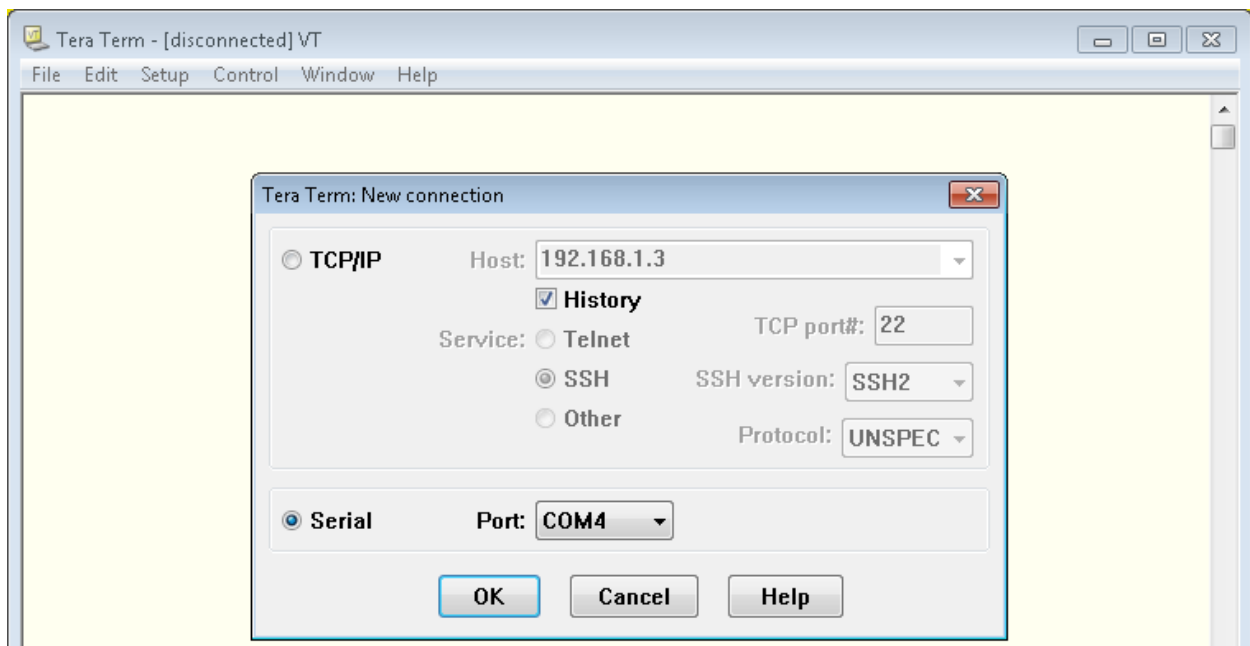 Tera Term - [disconnected] VT
File Edit Setup Control Window Help
Tera Term: New connection
TCP/IP Host: 192.168.1.3
History
Service: Telnet TCP port#: 22
SSH SSH version: SSH2
Other Protocol: UNSPEC
Serial Port: COM4
OK Cancel Help